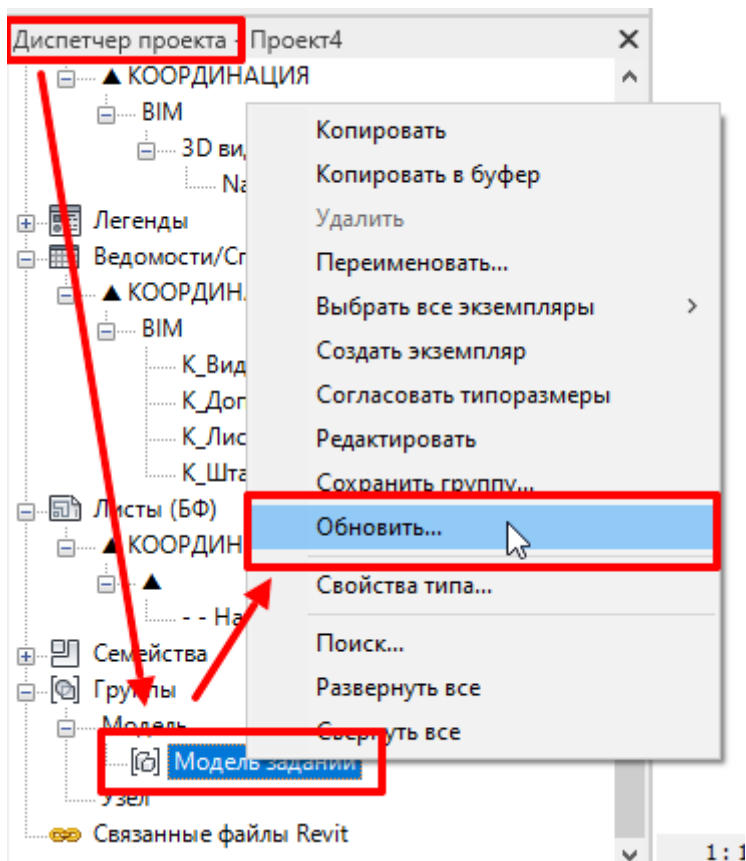 Диспетчер проекта - Проект4
▲ КООРДИНАЦИЯ
BIM
3D ви
Na
Легенды
Ведомости/Сп
▲ КООРДИН
BIM
К_Вид
К_Доп
К_Лис
К_Шта
Листы (БФ)
▲ КООРДИН
▲
- - На
Семейства
Группы
Модель
Модель заданий
Узел
Связанные файлы Revit
Копировать
Копировать в буфер
Удалить
Переименовать...
Выбрать все экземпляры
Создать экземпляр
Согласовать типоразмеры
Редактировать
Сохранить группу...
Обновить...
Свойства типа...
Поиск...
Развернуть все
Свернуть все
1:1